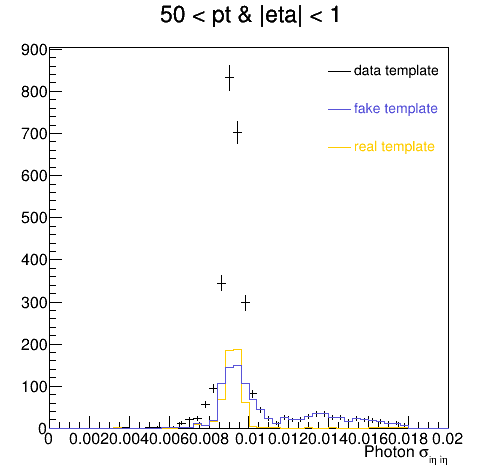 50 < pt & |eta| < 1
data template
fake template
real template
900
800
700
600
500
400
300
200
100
0
0 0.002 0.004 0.006 0.008 0.01 0.012 0.014 0.016 0.018 0.02
Photon σiη iη